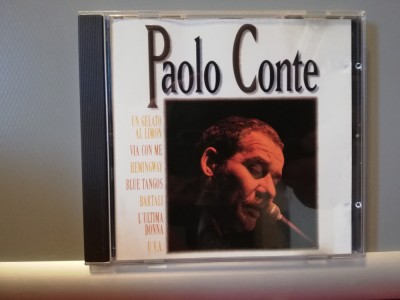 Paolo Conte
UN GELATO
AL LIMON
VIA CON ME
HEMINGWAY
BLUE TANGOS
BARTALI
L'ULTIMA
DONNA
U.V.A.